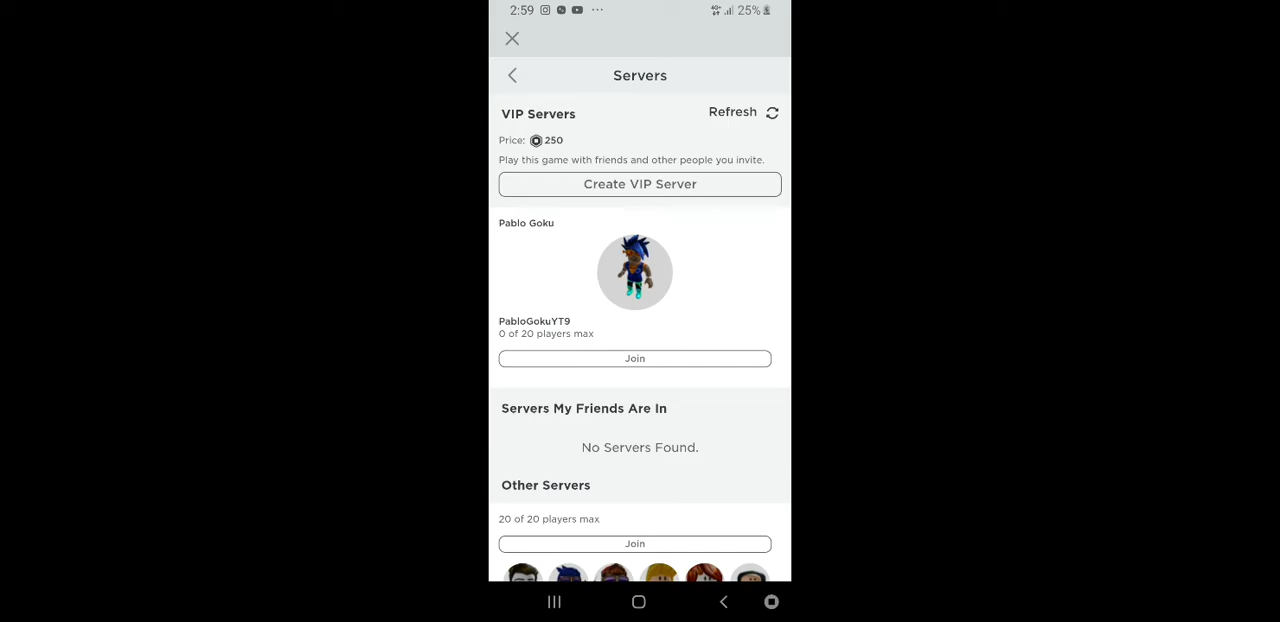 2:59 ··· 4G+ 25%
Servers
VIP Servers
Refresh
Price: 250
Play this game with friends and other people you invite.
Create VIP Server
Pablo Goku
PabloGokuYT9
0 of 20 players max
Join
Servers My Friends Are In
No Servers Found.
Other Servers
20 of 20 players max
Join